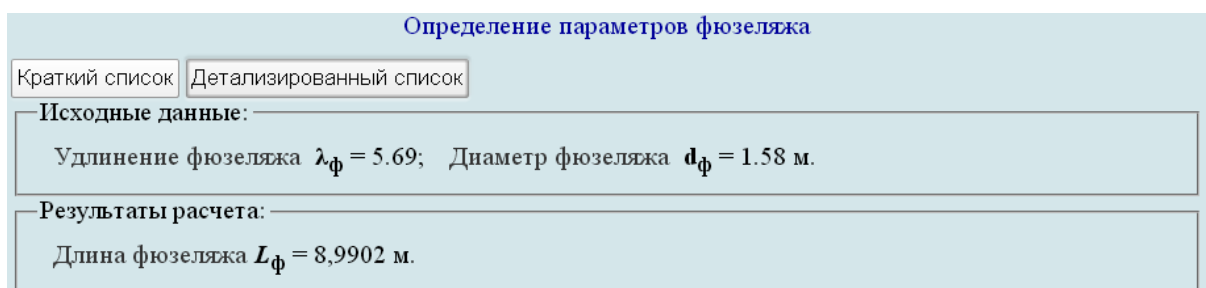 Определение параметров фюзеляжа
Краткий список Детализированный список
Исходные данные:
Удлинение фюзеляжа λф = 5.69; Диаметр фюзеляжа dф = 1.58 м.
Результаты расчета:
Длина фюзеляжа Lф = 8,9902 м.